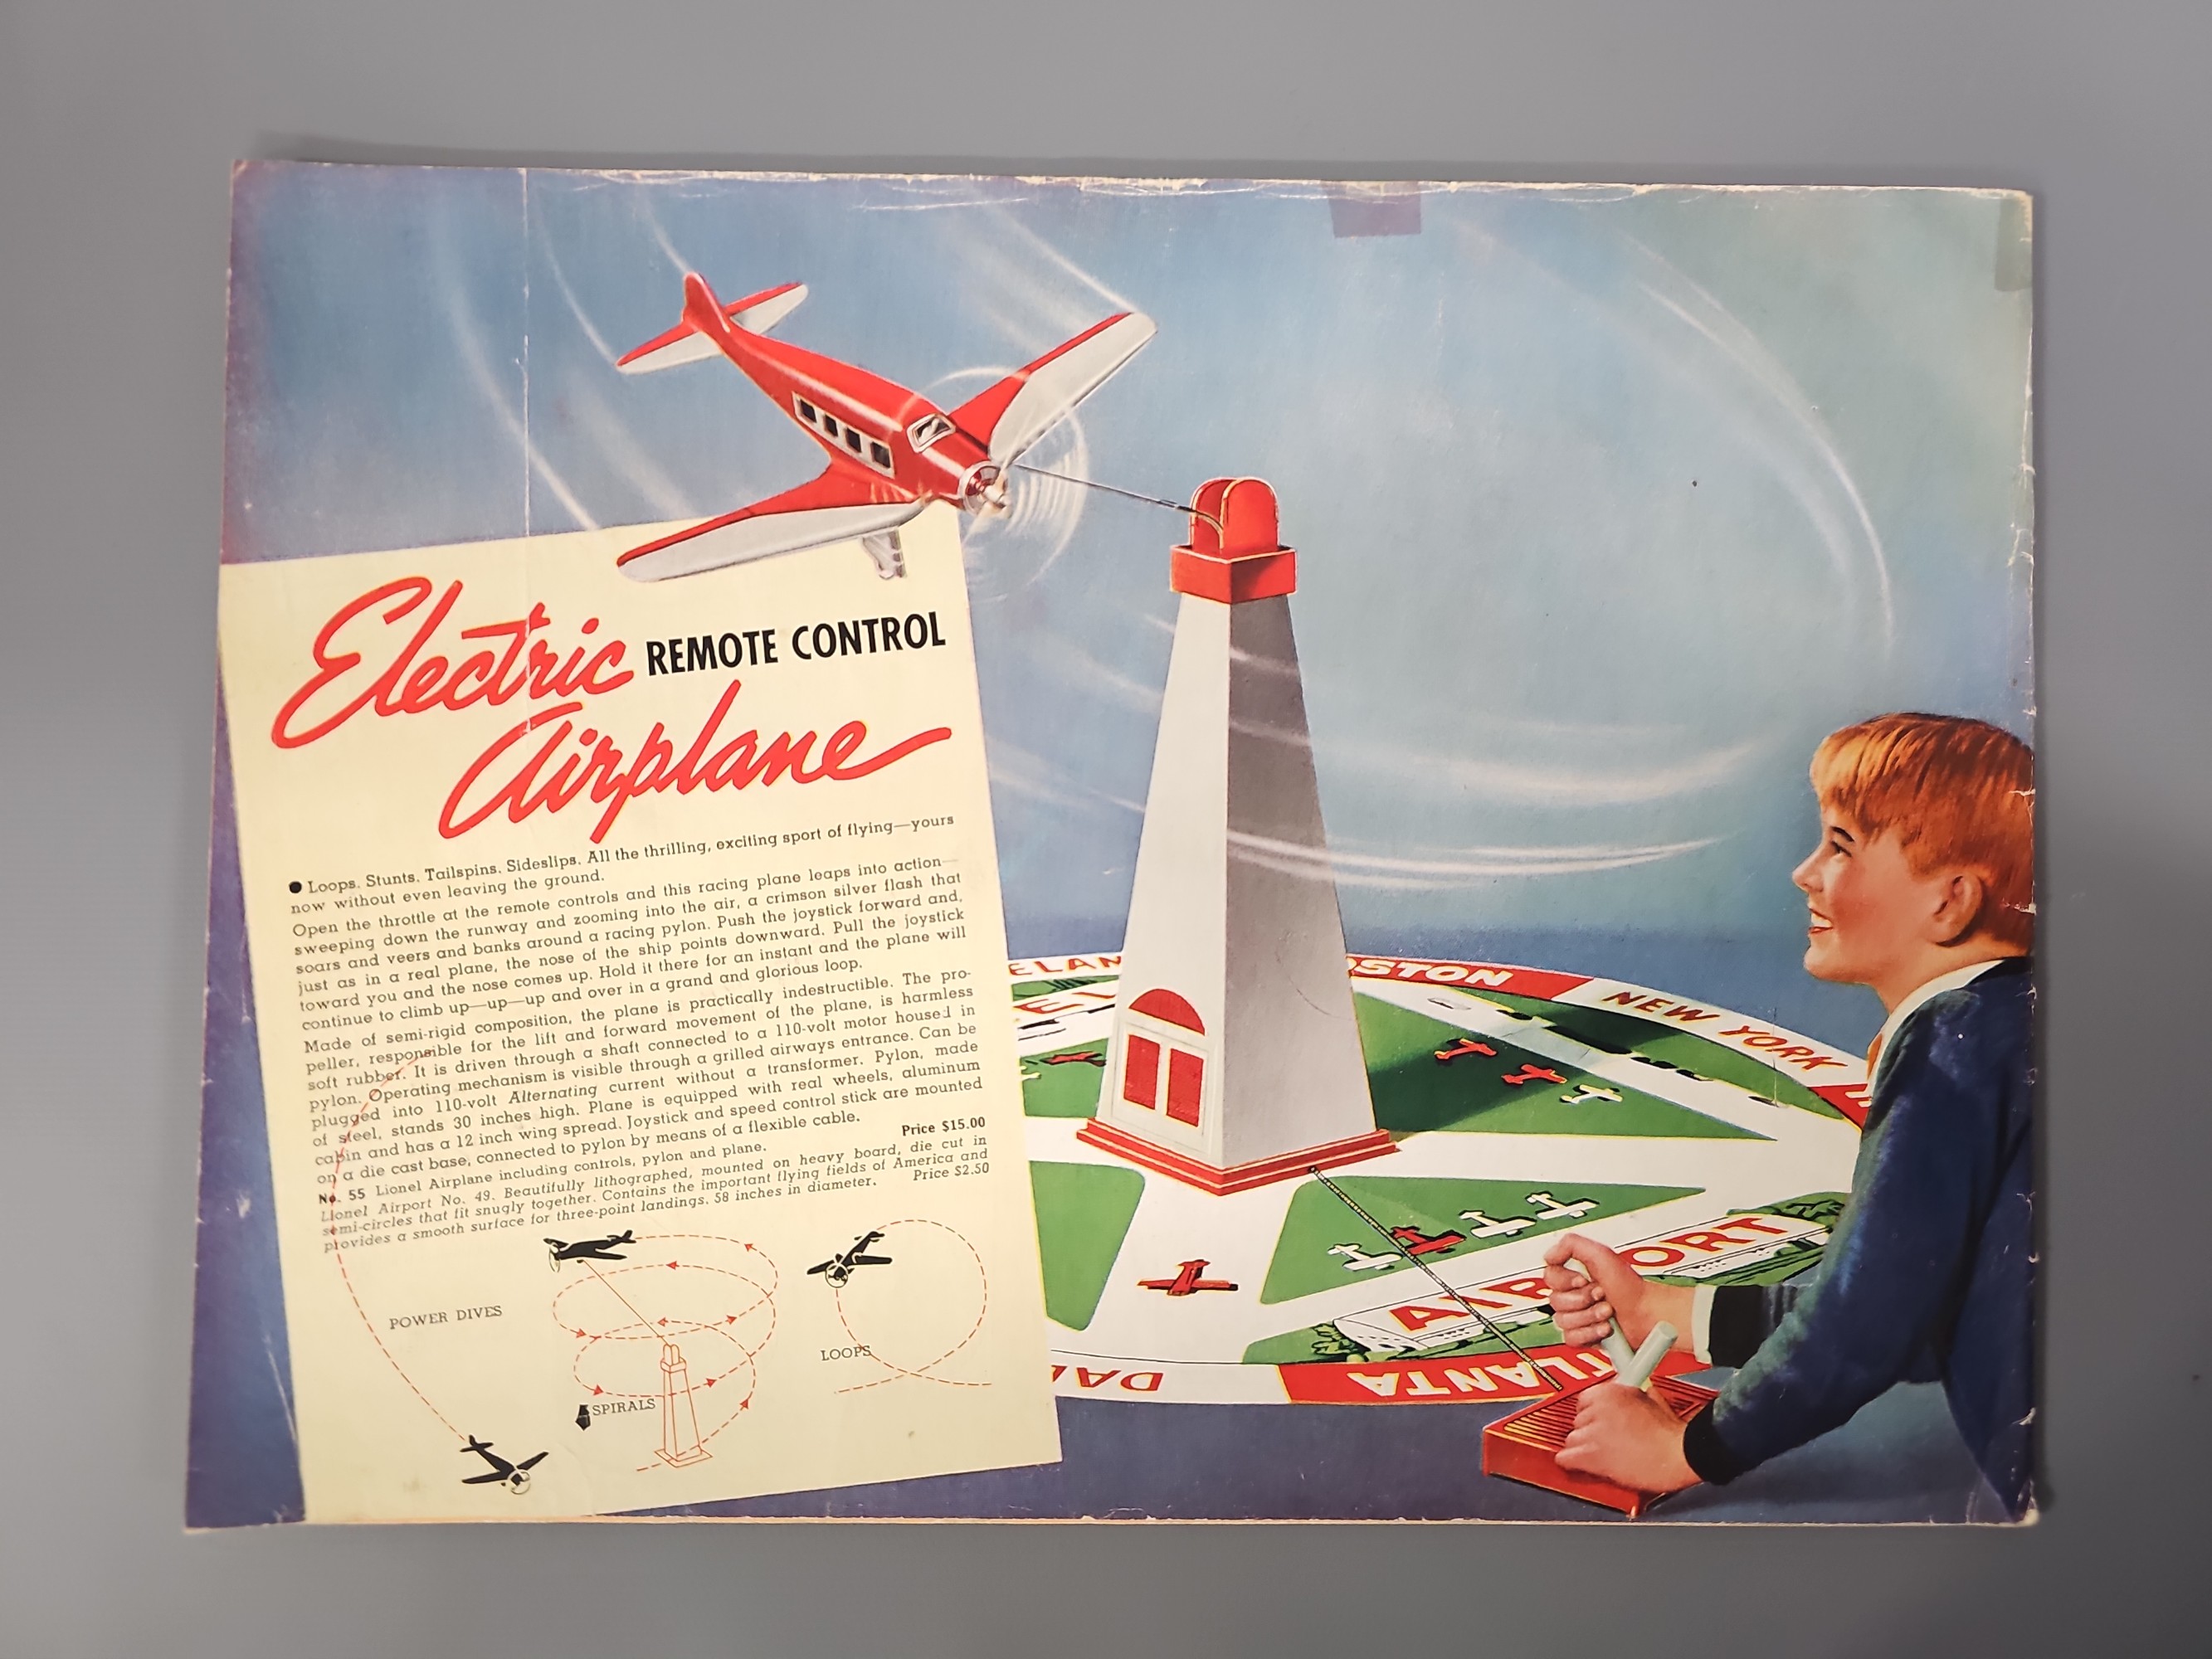 Electric REMOTE CONTROL
Airplane
● Loops. Stunts. Tailspins. Sideslips. All the thrilling, exciting sport of flying—yours
now without even leaving the ground.
Open the throttle at the remote controls and this racing plane leaps into action—
sweeping down the runway and zooming into the air, a crimson silver flash that
soars and veers and banks around a racing pylon. Push the joystick forward and,
just as in a real plane, the nose of the ship points downward. Pull the joystick
toward you and the nose comes up. Hold it there for an instant and the plane will
continue to climb up—up—up and over in a grand and glorious loop.
Made of semi-rigid composition, the plane is practically indestructible. The pro-
peller, responsible for the lift and forward movement of the plane, is harmless
soft rubber. It is driven through a shaft connected to a 110-volt motor housed in
pylon. Operating mechanism is visible through a grilled airways entrance. Can be
plugged into 110-volt Alternating current without a transformer. Pylon, made
of steel, stands 30 inches high. Plane is equipped with real wheels, aluminum
cabin and has a 12 inch wing spread. Joystick and speed control stick are mounted
on a die cast base, connected to pylon by means of a flexible cable.
No. 55 Lionel Airplane including controls, pylon and plane. Price $15.00
Lionel Airport No. 49. Beautifully lithographed, mounted on heavy board, die cut in
semi-circles that fit snugly together. Contains the important flying fields of America and
provides a smooth surface for three-point landings. 58 inches in diameter. Price $2.50
POWER DIVES
SPIRALS
LOOPS
ELAN
OSTON
NEW YORK
AIRPORT
DAL
TLANTA